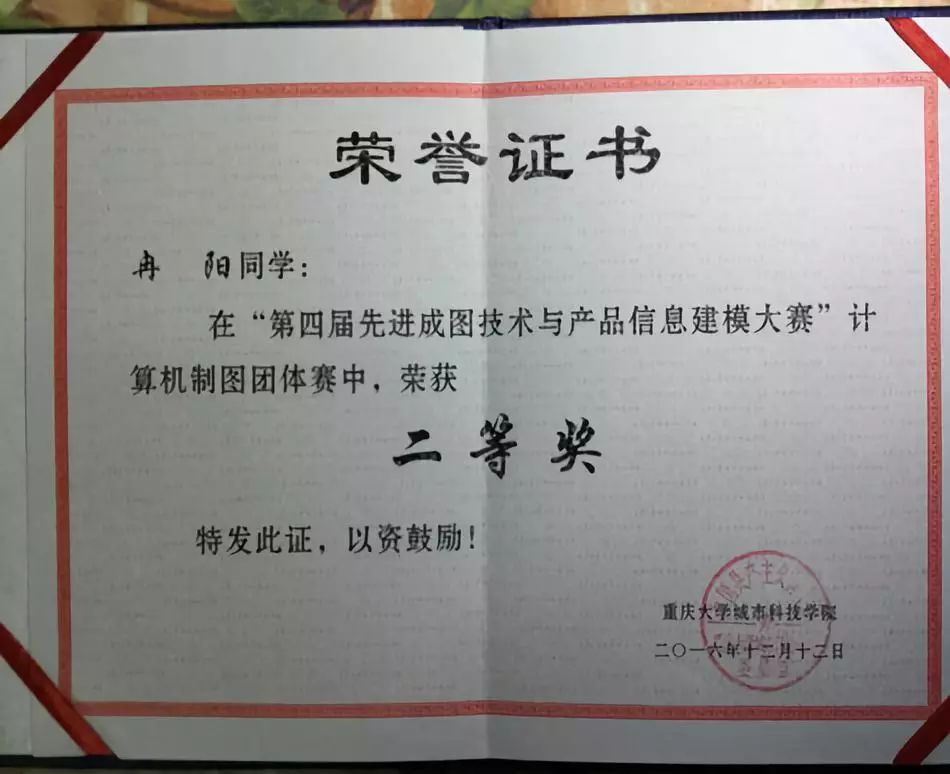 荣誉证书
冉 阳同学：
在“第四届先进成图技术与产品信息建模大赛”计
算机制图团体赛中，荣获
二等奖
特发此证，以资鼓励！
重庆大学城市科技学院
二〇一六年十二月十二日